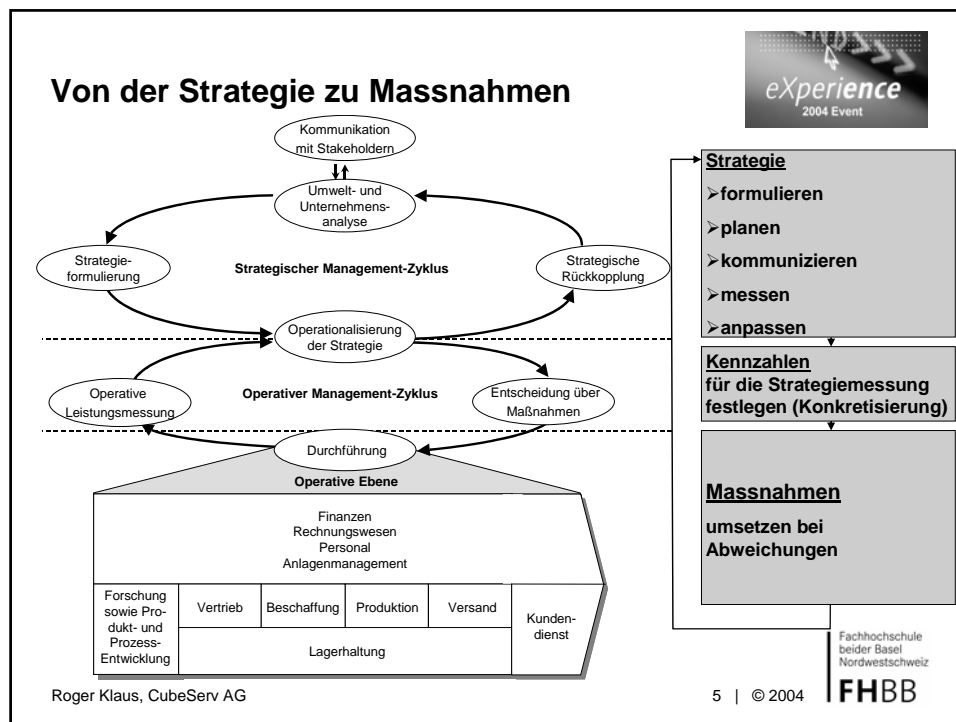 Von der Strategie zu Massnahmen
eXperience
2004 Event
Kommunikation
mit Stakeholdern
Umwelt- und
Unternehmens-
analyse
Strategie-
formulierung
Strategischer Management-Zyklus
Strategische
Rückkopplung
Operationalisierung
der Strategie
Operative
Leistungsmessung
Operativer Management-Zyklus
Entscheidung über
Maßnahmen
Durchführung
Operative Ebene
Finanzen
Rechnungswesen
Personal
Anlagenmanagement
Forschung
sowie Pro-
dukt- und
Prozess-
Entwicklung
Vertrieb
Beschaffung
Produktion
Versand
Lagerhaltung
Kunden-
dienst
Strategie
➢formulieren
➢planen
➢kommunizieren
➢messen
➢anpassen
Kennzahlen
für die Strategiemessung
festlegen (Konkretisierung)
Massnahmen
umsetzen bei
Abweichungen
Roger Klaus, CubeServ AG
5 | © 2004
Fachhochschule
beider Basel
Nordwestschweiz
FHBB